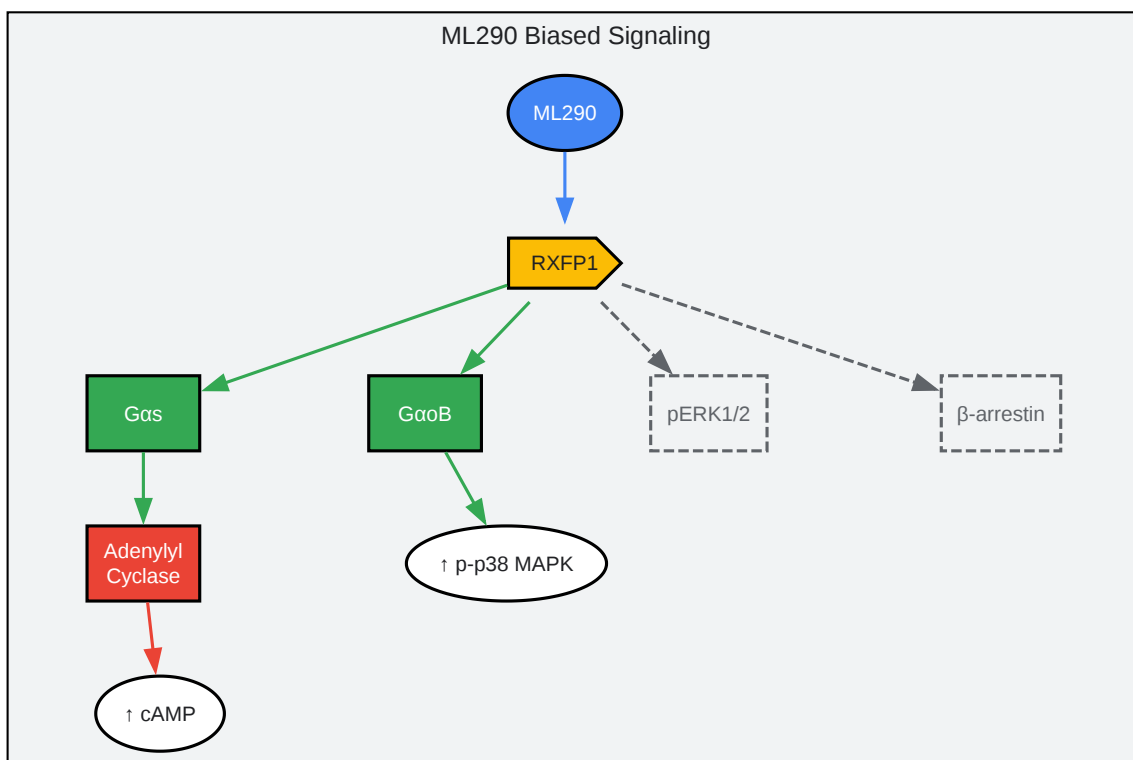 ML290 Biased Signaling
ML290
RXFP1
Gαs
GαoB
pERK1/2
β-arrestin
Adenylyl
Cyclase
↑ p-p38 MAPK
↑ cAMP